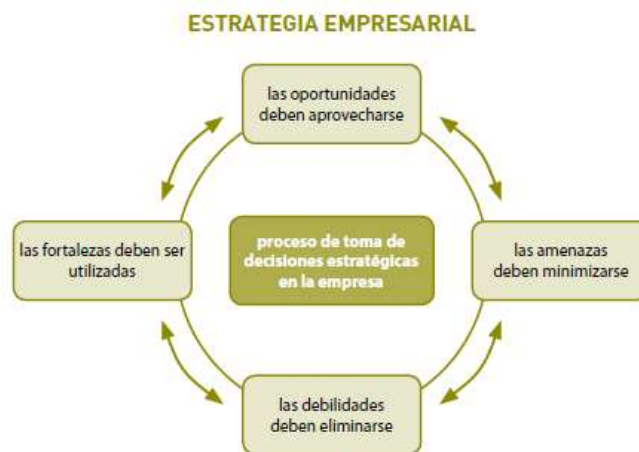 ESTRATEGIA EMPRESARIAL
las oportunidades
deben aprovecharse
las fortalezas deben ser
utilizadas
proceso de toma de
decisiones estratégicas
en la empresa
las amenazas
deben minimizarse
las debilidades
deben eliminarse